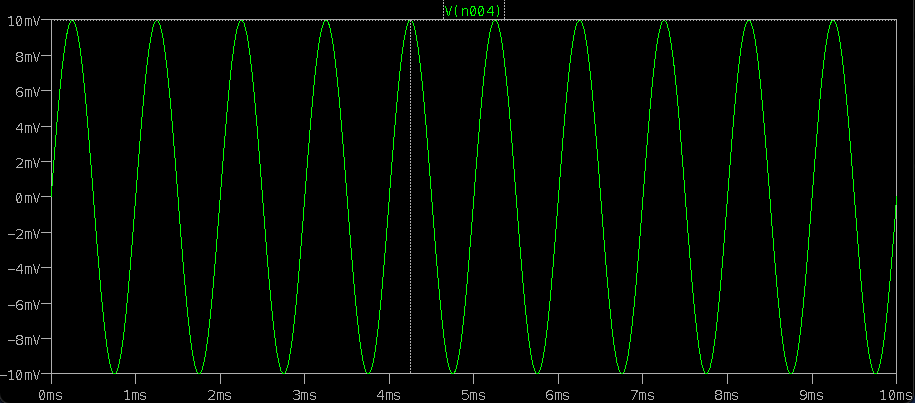 V(n004)
10mV
8mV
6mV
4mV
2mV
0mV
-2mV
-4mV
-6mV
-8mV
-10mV
0ms 1ms 2ms 3ms 4ms 5ms 6ms 7ms 8ms 9ms 10ms